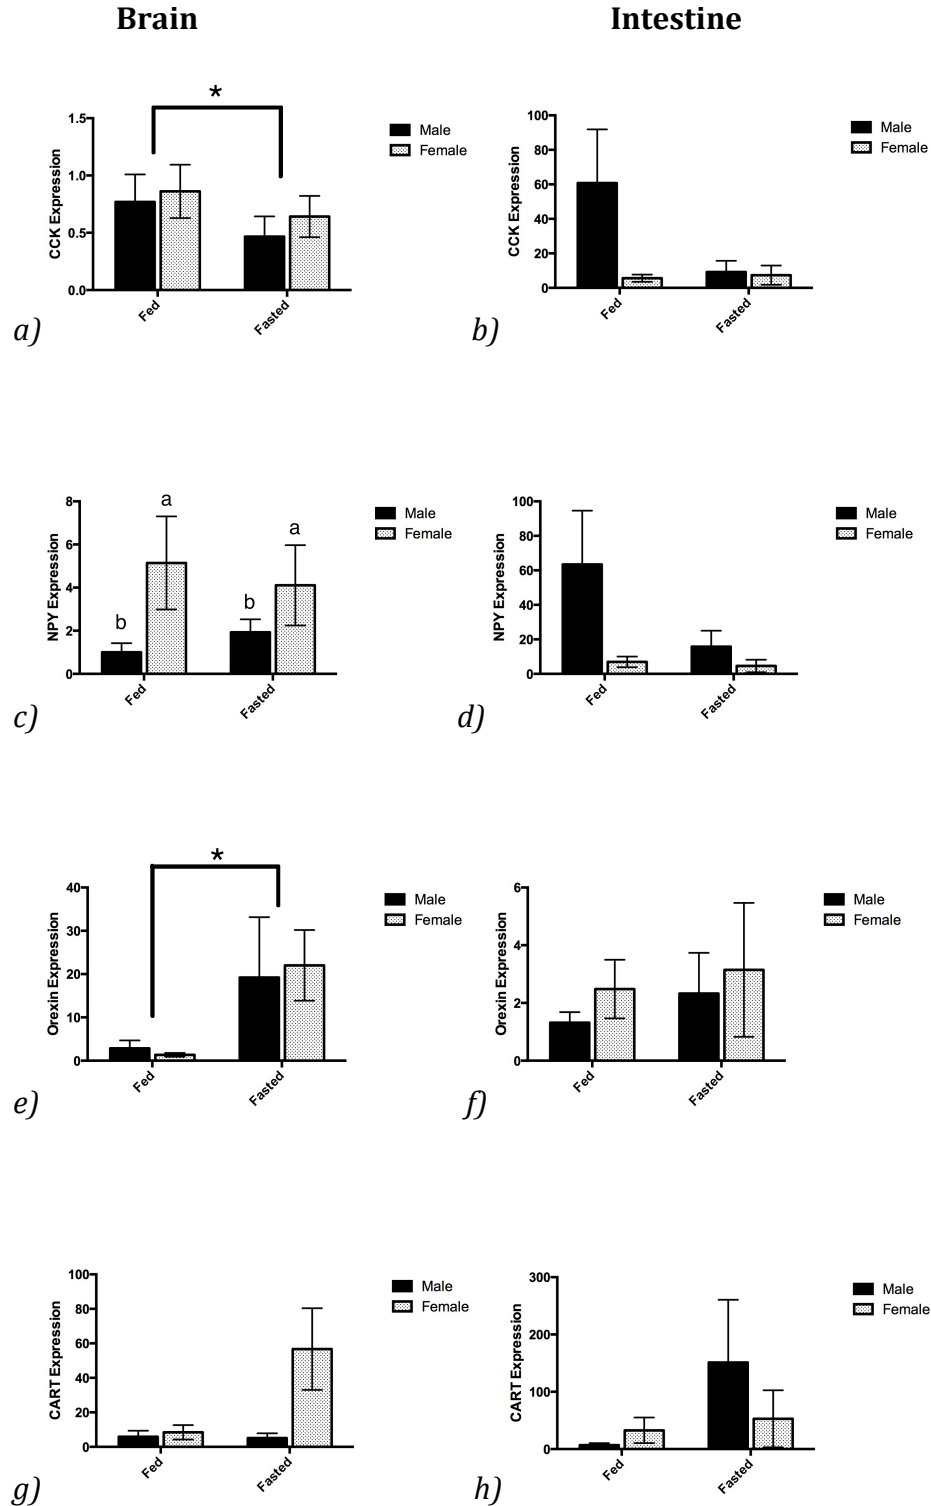 Brain Intestine
*
1.5
1.0
0.5
0.0
CCK Expression
Fed
Fasted
Male
Female
a)
100
80
60
40
20
0
CCK Expression
Fed
Fasted
Male
Female
b)
8
6
4
2
0
NPY Expression
b
a
b
a
Fed
Fasted
Male
Female
c)
100
80
60
40
20
0
NPY Expression
Fed
Fasted
Male
Female
d)
*
40
30
20
10
0
Orexin Expression
Fed
Fasted
Male
Female
e)
6
4
2
0
Orexin Expression
Fed
Fasted
Male
Female
f)
100
80
60
40
20
0
CART Expression
Fed
Fasted
Male
Female
g)
300
200
100
0
CART Expression
Fed
Fasted
Male
Female
h)